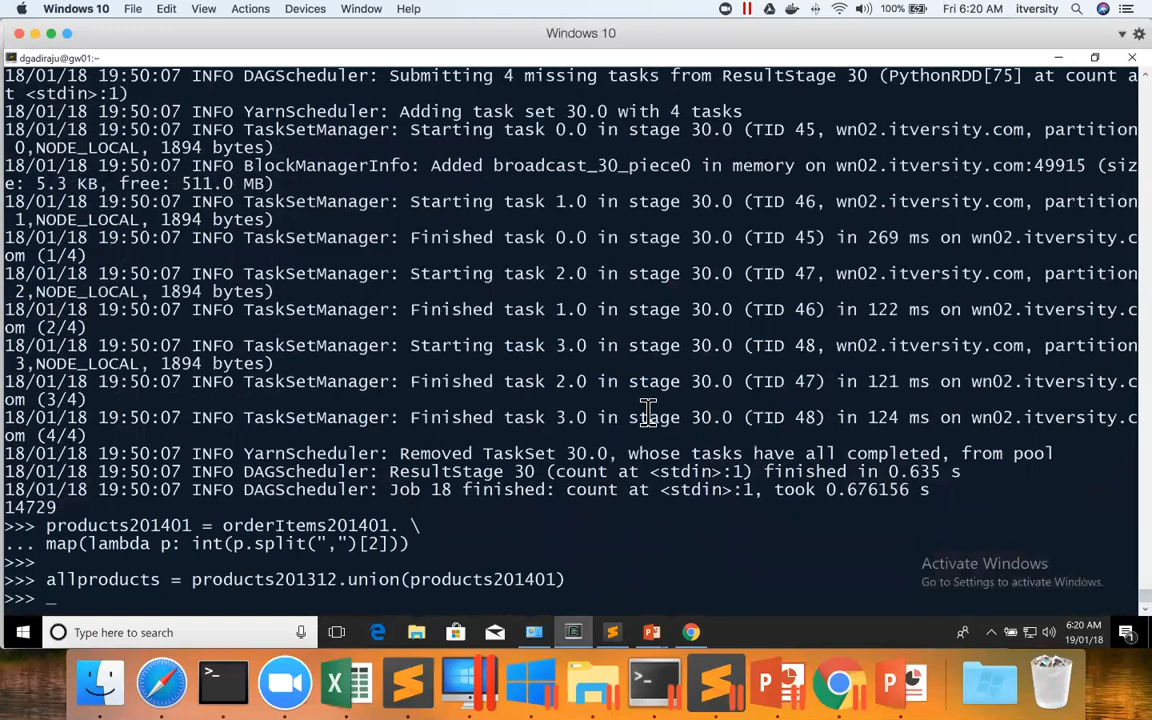 Windows 10 File Edit View Actions Devices Window Help 100% Fri 6:20 AM itversity
Windows 10
dgadiraju@gw01:~
18/01/18 19:50:07 INFO DAGScheduler: Submitting 4 missing tasks from ResultStage 30 (PythonRDD[75] at count a
t <stdin>:1)
18/01/18 19:50:07 INFO YarnScheduler: Adding task set 30.0 with 4 tasks
18/01/18 19:50:07 INFO TaskSetManager: Starting task 0.0 in stage 30.0 (TID 45, wn02.itversity.com, partition
0,NODE_LOCAL, 1894 bytes)
18/01/18 19:50:07 INFO BlockManagerInfo: Added broadcast_30_piece0 in memory on wn02.itversity.com:49915 (siz
e: 5.3 KB, free: 511.0 MB)
18/01/18 19:50:07 INFO TaskSetManager: Starting task 1.0 in stage 30.0 (TID 46, wn02.itversity.com, partition
1,NODE_LOCAL, 1894 bytes)
18/01/18 19:50:07 INFO TaskSetManager: Finished task 0.0 in stage 30.0 (TID 45) in 269 ms on wn02.itversity.c
om (1/4)
18/01/18 19:50:07 INFO TaskSetManager: Starting task 2.0 in stage 30.0 (TID 47, wn02.itversity.com, partition
2,NODE_LOCAL, 1894 bytes)
18/01/18 19:50:07 INFO TaskSetManager: Finished task 1.0 in stage 30.0 (TID 46) in 122 ms on wn02.itversity.c
om (2/4)
18/01/18 19:50:07 INFO TaskSetManager: Starting task 3.0 in stage 30.0 (TID 48, wn02.itversity.com, partition
3,NODE_LOCAL, 1894 bytes)
18/01/18 19:50:07 INFO TaskSetManager: Finished task 2.0 in stage 30.0 (TID 47) in 121 ms on wn02.itversity.c
om (3/4)
18/01/18 19:50:07 INFO TaskSetManager: Finished task 3.0 in stage 30.0 (TID 48) in 124 ms on wn02.itversity.c
om (4/4)
18/01/18 19:50:07 INFO YarnScheduler: Removed TaskSet 30.0, whose tasks have all completed, from pool
18/01/18 19:50:07 INFO DAGScheduler: ResultStage 30 (count at <stdin>:1) finished in 0.635 s
18/01/18 19:50:07 INFO DAGScheduler: Job 18 finished: count at <stdin>:1, took 0.676156 s
14729
>>> products201401 = orderItems201401. \
... map(lambda p: int(p.split(",")[2]))
>>>
>>> allproducts = products201312.union(products201401)
>>> _
Activate Windows
Go to Settings to activate Windows.
Type here to search
6:20 AM
19/01/18